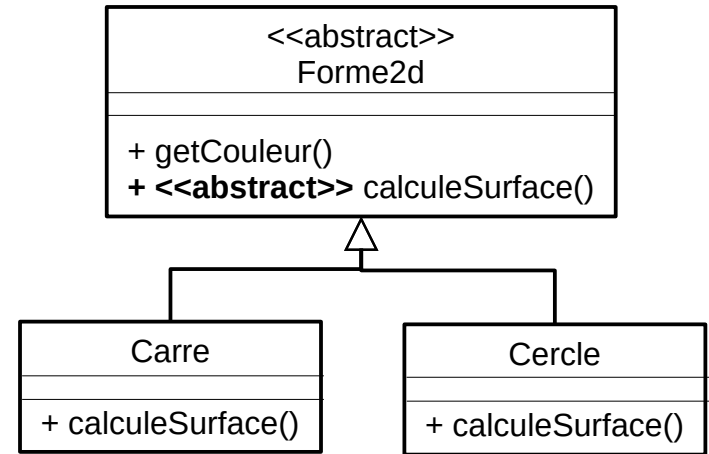 <<abstract>>
Forme2d
+ getCouleur()
+ <<abstract>> calculeSurface()
Carre
+ calculeSurface()
Cercle
+ calculeSurface()